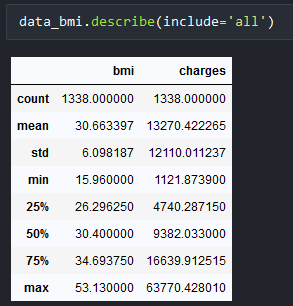 data_bmi.describe(include='all')
bmi charges
count 1338.000000 1338.000000
mean 30.663397 13270.422265
std 6.098187 12110.011237
min 15.960000 1121.873900
25% 26.296250 4740.287150
50% 30.400000 9382.033000
75% 34.693750 16639.912515
max 53.130000 63770.428010